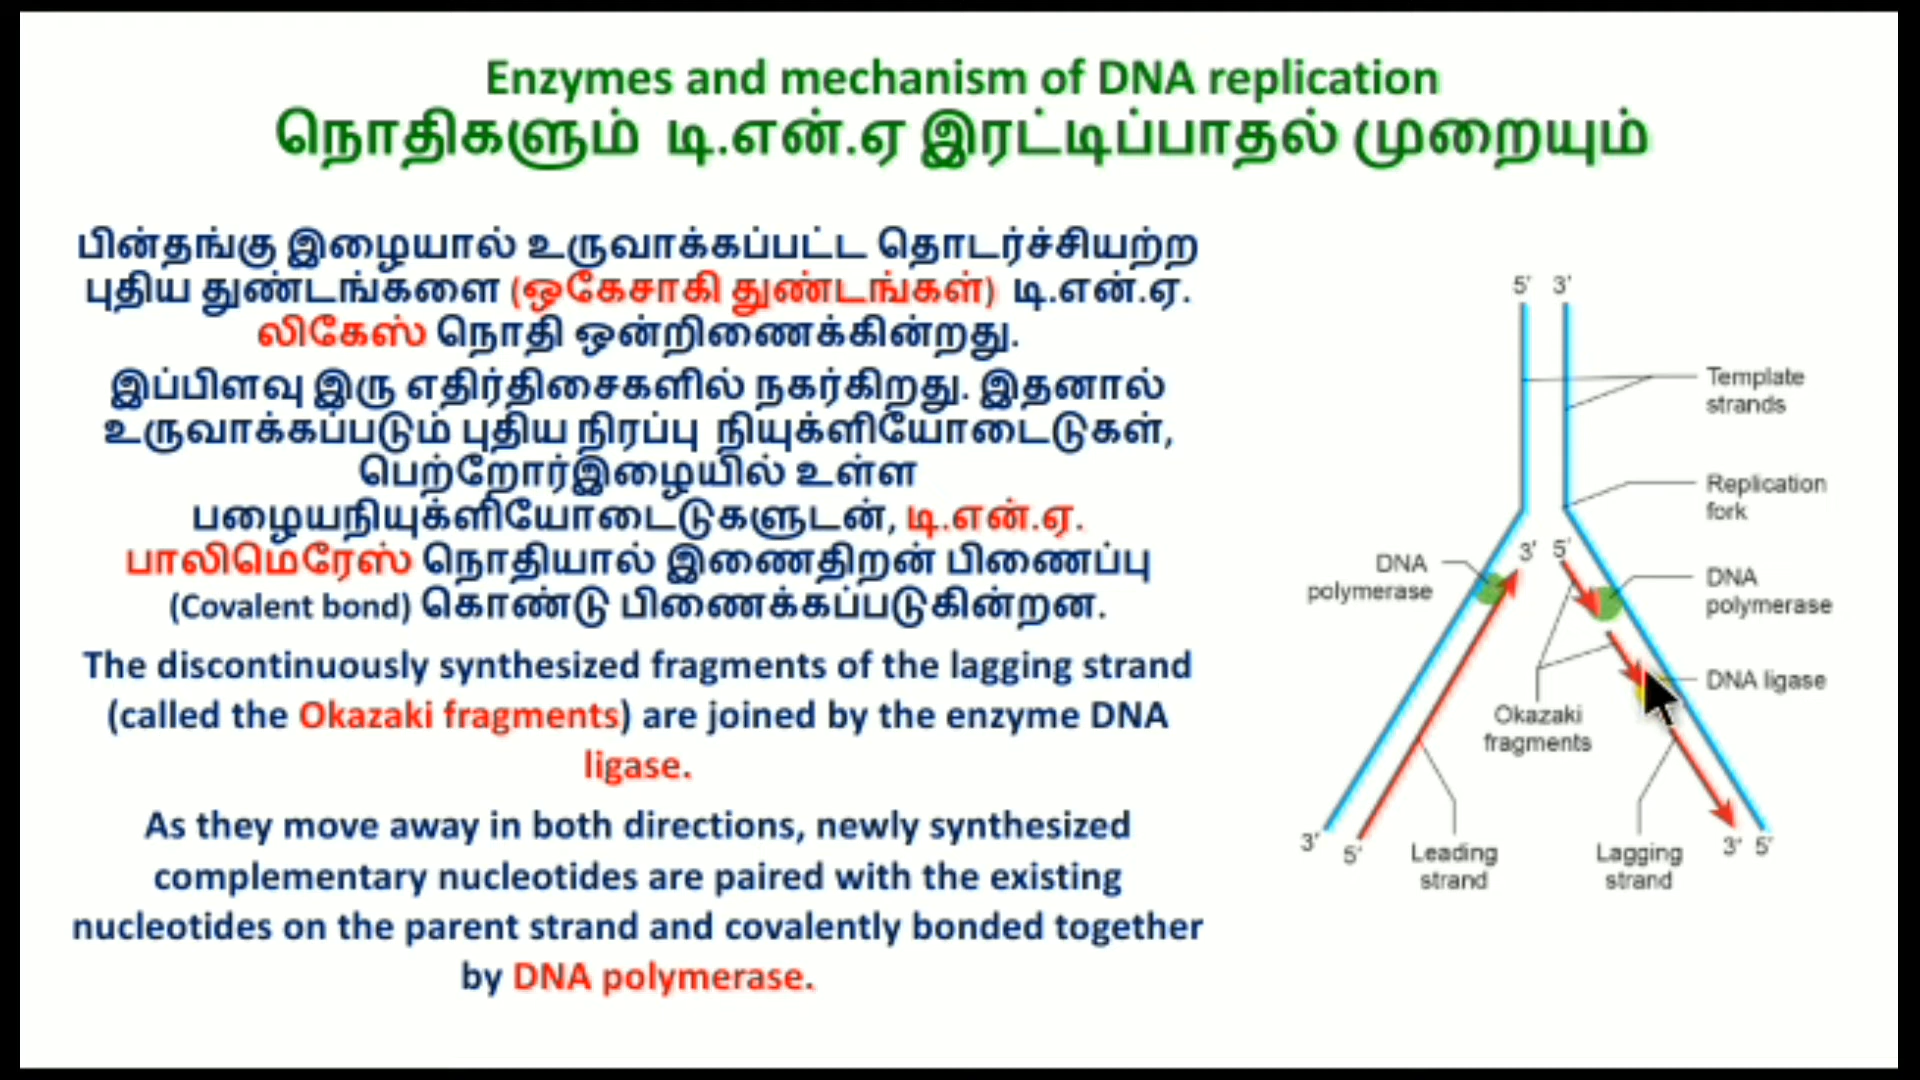 Enzymes and mechanism of DNA replication
நொதிகளும் டி.என்.ஏ இரட்டிப்பாதல் முறையும்
பின்தங்கு இழையால் உருவாக்கப்பட்ட தொடர்ச்சியற்ற
புதிய துண்டங்களை (ஒகேசாகி துண்டங்கள்) டி.என்.ஏ.
லிகேஸ் நொதி ஒன்றிணைக்கின்றது.
இப்பிளவு இரு எதிர்திசைகளில் நகர்கிறது. இதனால்
உருவாக்கப்படும் புதிய நிரப்பு நியுக்ளியோடைட்டுகள்,
பெற்றோர்இழையில் உள்ள
பழையநியுக்ளியோடைட்டுகளுடன், டி.என்.ஏ.
பாலிமெரேஸ் நொதியால் இணைதிறன் பிணைப்பு
(Covalent bond) கொண்டு பிணைக்கப்படுகின்றன.
The discontinuously synthesized fragments of the lagging strand
(called the Okazaki fragments) are joined by the enzyme DNA
ligase.
As they move away in both directions, newly synthesized
complementary nucleotides are paired with the existing
nucleotides on the parent strand and covalently bonded together
by DNA polymerase.
5' 3'
Template
strands
Replication
fork
3' 5'
DNA
polymerase
DNA
polymerase
DNA ligase
Okazaki
fragments
3' 5'
Leading
strand
Lagging
strand
3' 5'